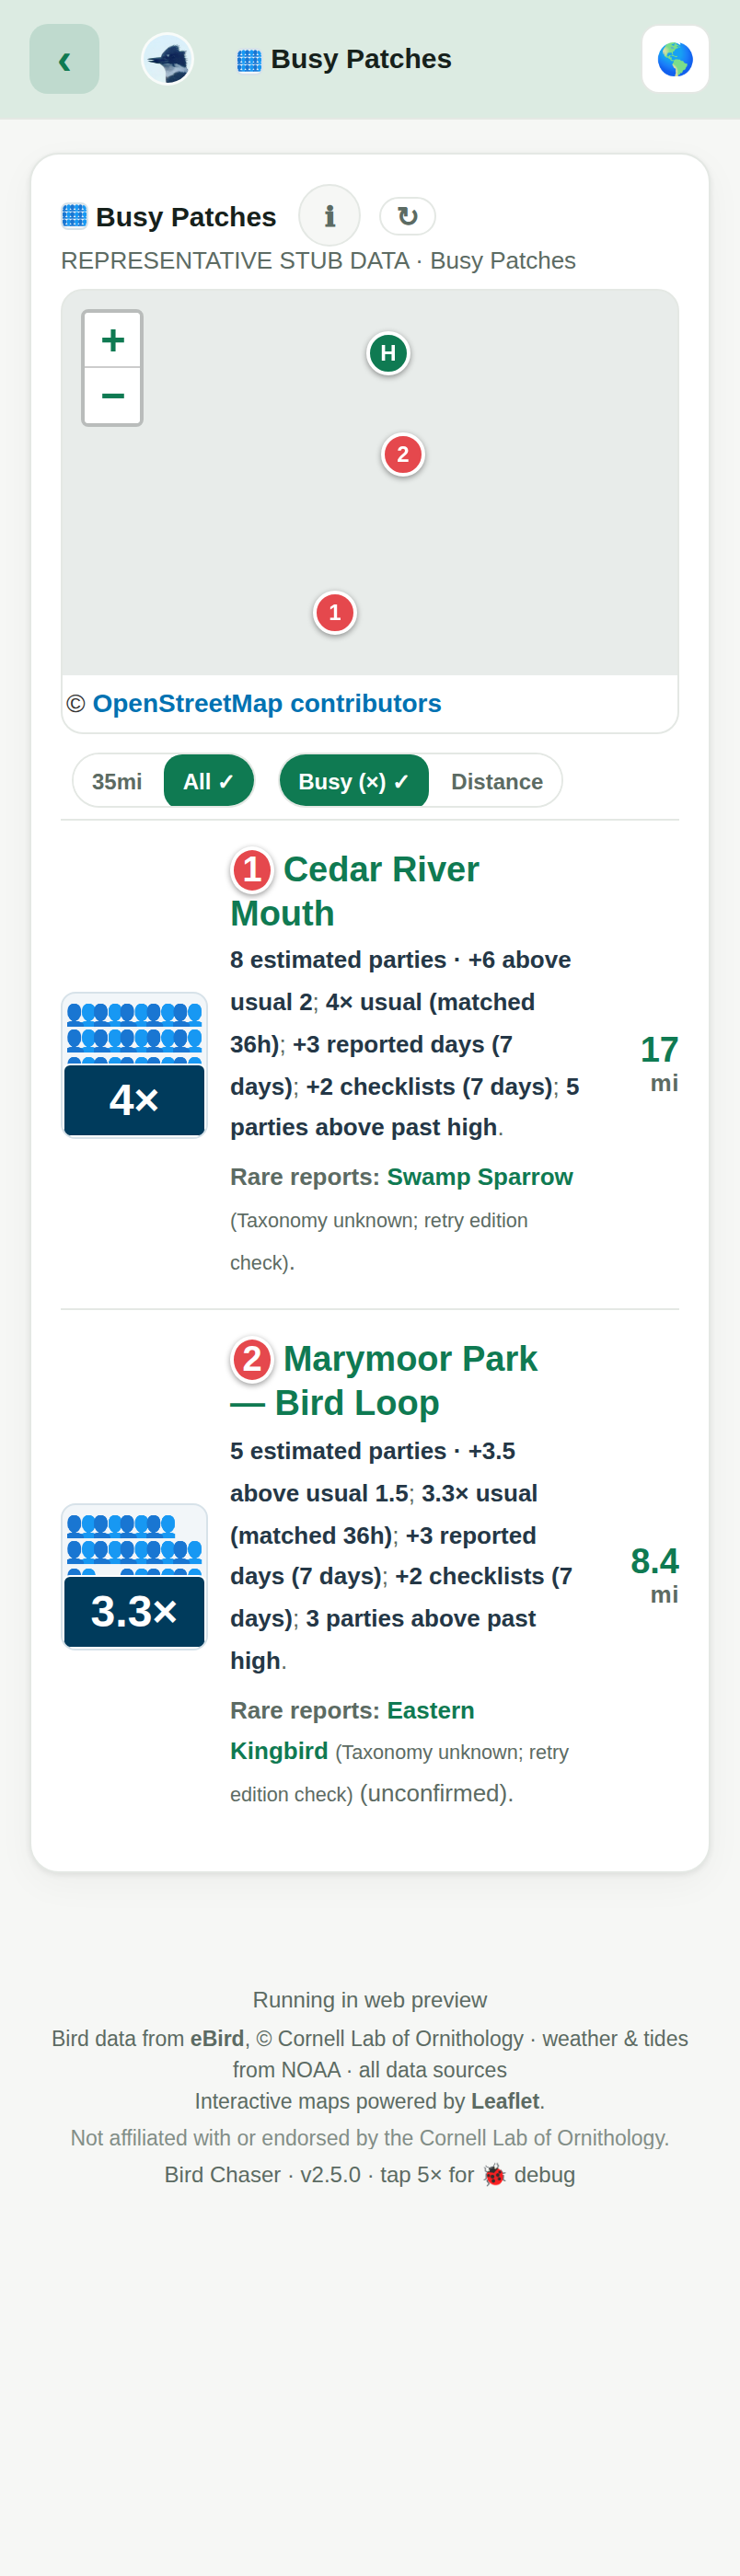 ‹ Busy Patches
Busy Patches ℹ ↻
REPRESENTATIVE STUB DATA · Busy Patches
+
−
H
2
1
© OpenStreetMap contributors
35mi All ✓ Busy (×) ✓ Distance
1 Cedar River
Mouth
8 estimated parties · +6 above
usual 2; 4× usual (matched
36h); +3 reported days (7
days); +2 checklists (7 days); 5
parties above past high.
4×
17
mi
Rare reports: Swamp Sparrow
(Taxonomy unknown; retry edition
check).
2 Marymoor Park
— Bird Loop
5 estimated parties · +3.5
above usual 1.5; 3.3× usual
(matched 36h); +3 reported
days (7 days); +2 checklists (7
days); 3 parties above past
high.
3.3×
8.4
mi
Rare reports: Eastern
Kingbird (Taxonomy unknown; retry
edition check) (unconfirmed).
Running in web preview
Bird data from eBird, © Cornell Lab of Ornithology · weather & tides
from NOAA · all data sources
Interactive maps powered by Leaflet.
Not affiliated with or endorsed by the Cornell Lab of Ornithology.
Bird Chaser · v2.5.0 · tap 5× for 🐞 debug